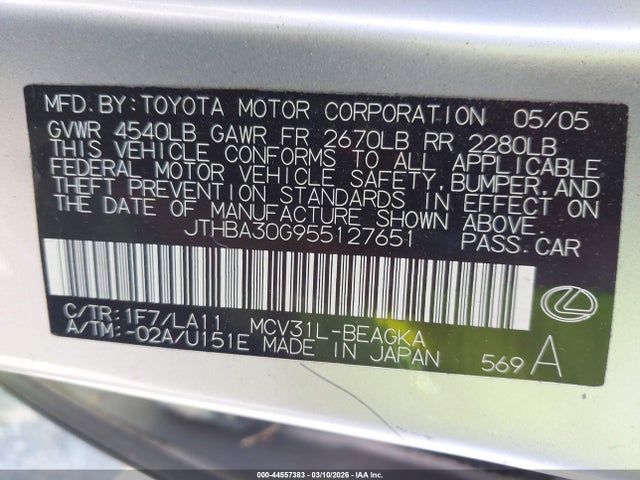 MFD.BY:TOYOTA MOTOR CORPORATION 05/05
GVWR 4540LB GAWR FR 2670LB RR 2280LB
THIS VEHICLE CONFORMS TO ALL APPLICABLE
FEDERAL MOTOR VEHICLE SAFETY,BUMPER,AND
THEFT PREVENTION STANDARDS IN EFFECT ON
THE DATE OF MANUFACTURE SHOWN ABOVE.
JTHBA30G955127651 PASS.CAR
C/TR:1F7/LA11 MCV31L-BEAGKA
A/TM:-02A/U151E MADE IN JAPAN
569 A
000-44557383 - 03/10/2026 - IAA Inc.